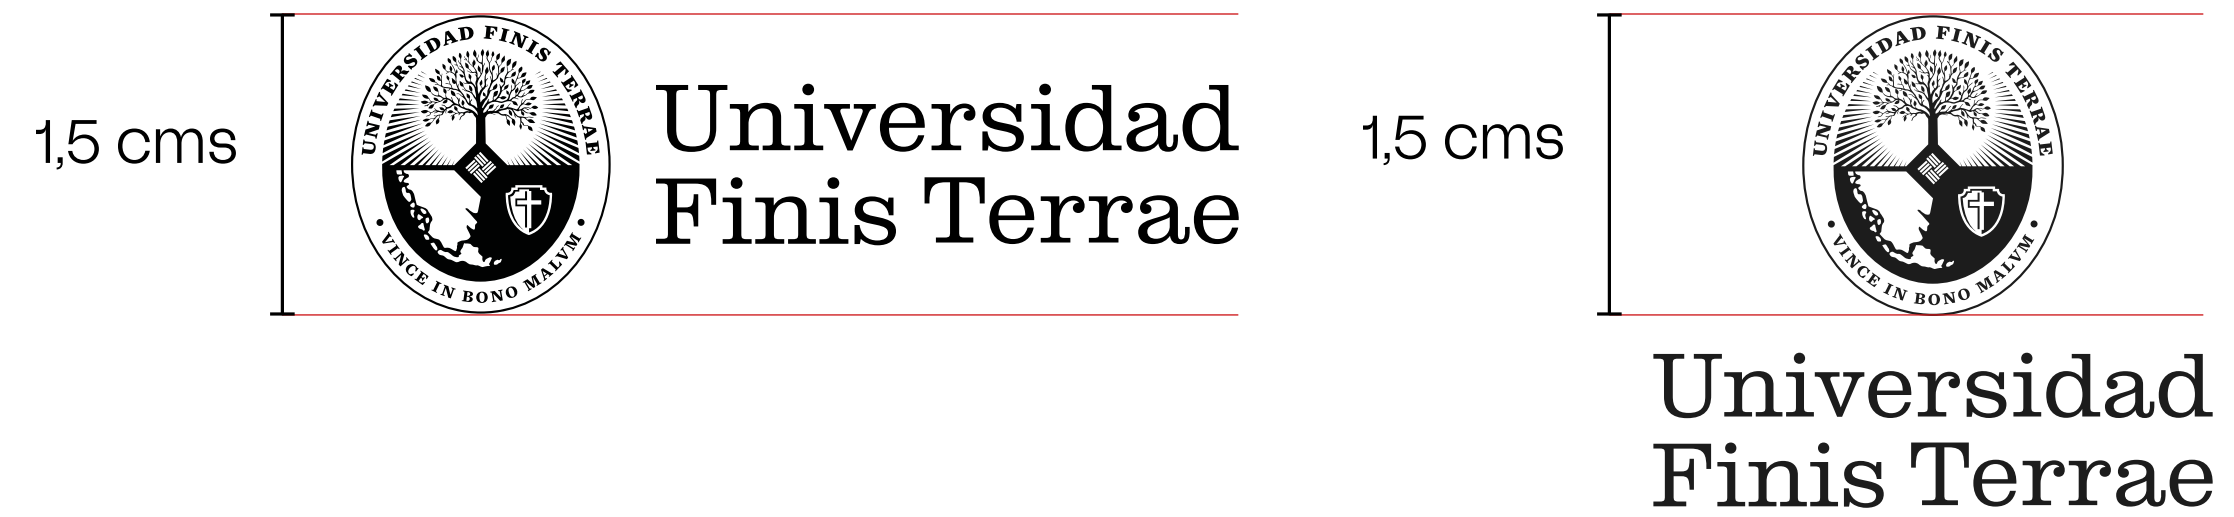 1,5 cms
UNIVERSIDAD FINIS TERRAE
• VINCE IN BONO MALVM •
Universidad
Finis Terrae
1,5 cms
UNIVERSIDAD FINIS TERRAE
• VINCE IN BONO MALVM •
Universidad
Finis Terrae